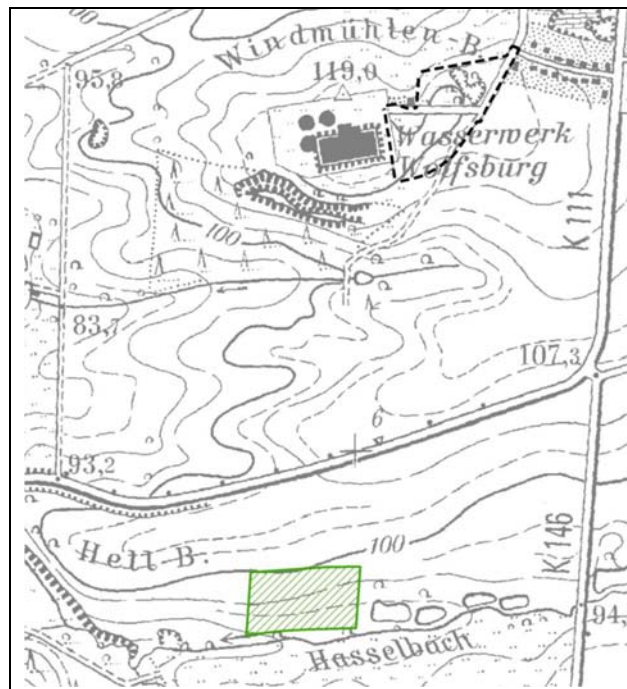 Windmühlen-B.
95,8
119,0
Wasserwerk
Wolfsburg
K 111
100
83,7
107,3
6
93,2
Hell B.
100
K 146
94,
Hasselbach